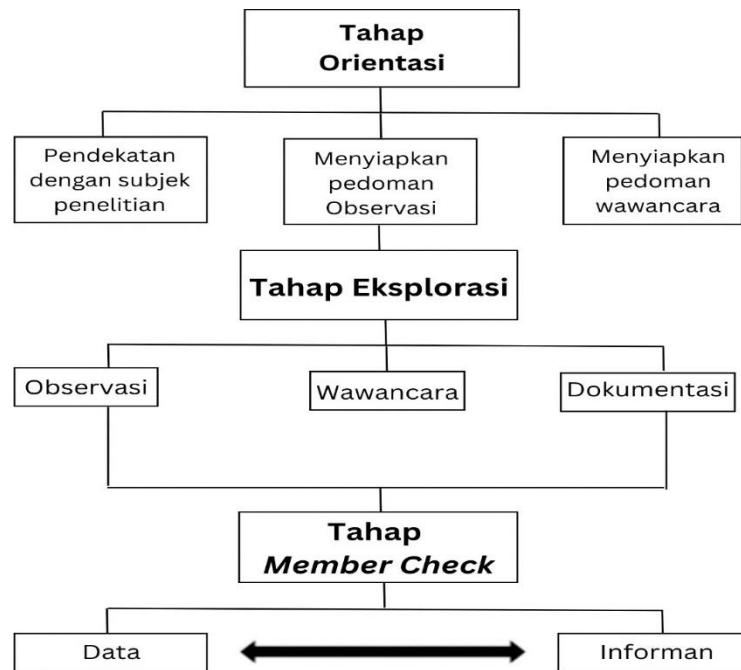 Tahap
Orientasi
Pendekatan
dengan subjek
penelitian
Menyiapkan
pedoman
Observasi
Menyiapkan
pedoman
wawancara
Tahap Eksplorasi
Observasi
Wawancara
Dokumentasi
Tahap
Member Check
Data
Informan